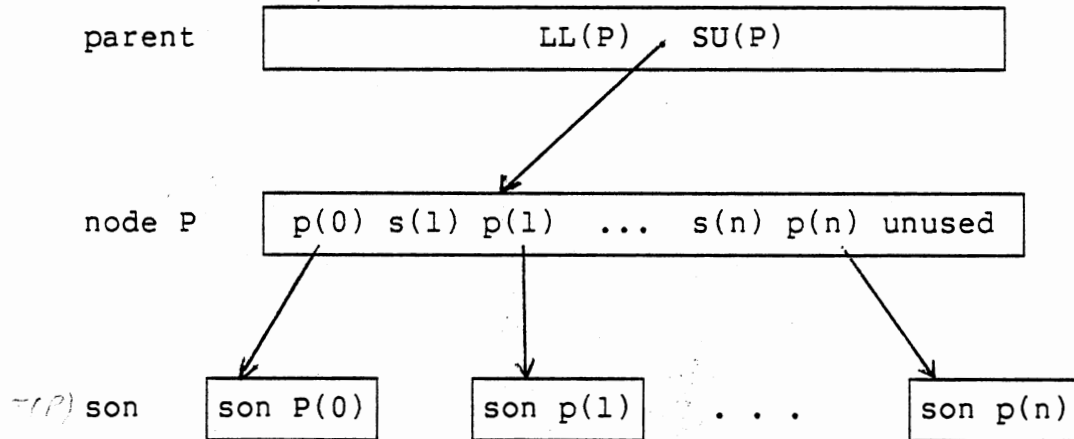 parent LL(P) . SU(P)
node P p(0) s(1) p(1) ... s(n) p(n) unused
son son P(0) son p(1) . . . son p(n)